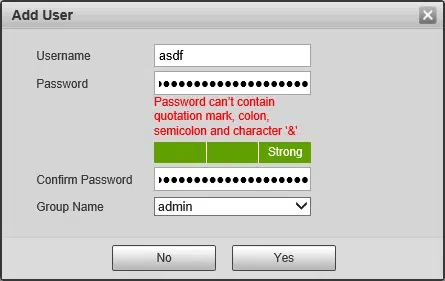 Add User
Username asdf
Password ●●●●●●●●●●●●●●●●●●●
Password can't contain
quotation mark, colon,
semicolon and character '&'
Strong
Confirm Password ●●●●●●●●●●●●●●●●●●●
Group Name admin
No Yes